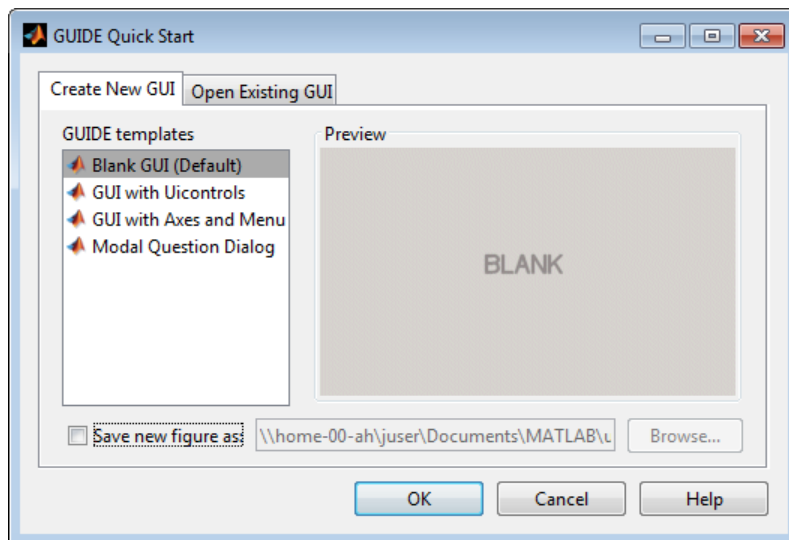 GUIDE Quick Start
Create New GUI
Open Existing GUI
GUIDE templates
Blank GUI (Default)
GUI with Uicontrols
GUI with Axes and Menu
Modal Question Dialog
Preview
BLANK
Save new figure as:
\\home-00-ah\juser\Documents\MATLAB\u
Browse...
OK
Cancel
Help